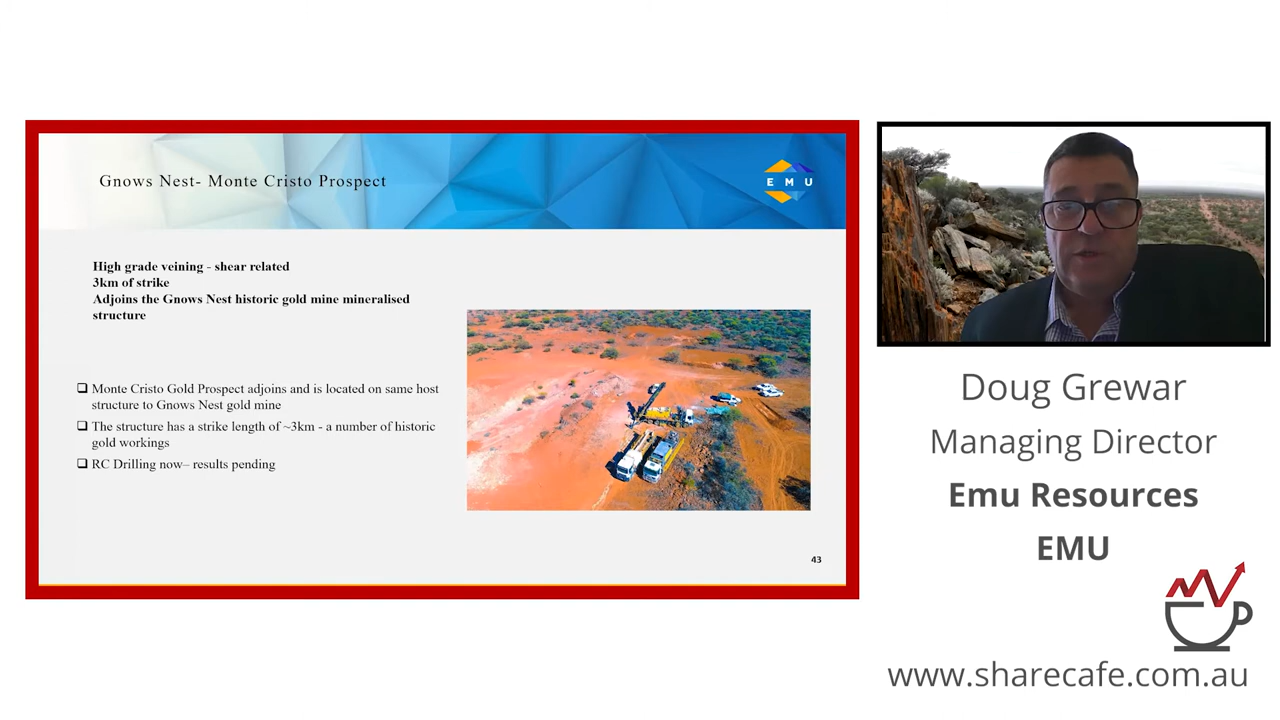 Gnows Nest- Monte Cristo Prospect
E M U
High grade veining - shear related
3km of strike
Adjoins the Gnows Nest historic gold mine mineralised
structure
Monte Cristo Gold Prospect adjoins and is located on same host
structure to Gnows Nest gold mine
The structure has a strike length of ~3km - a number of historic
gold workings
RC Drilling now– results pending
43
Doug Grewar
Managing Director
Emu Resources
EMU
www.sharecafe.com.au